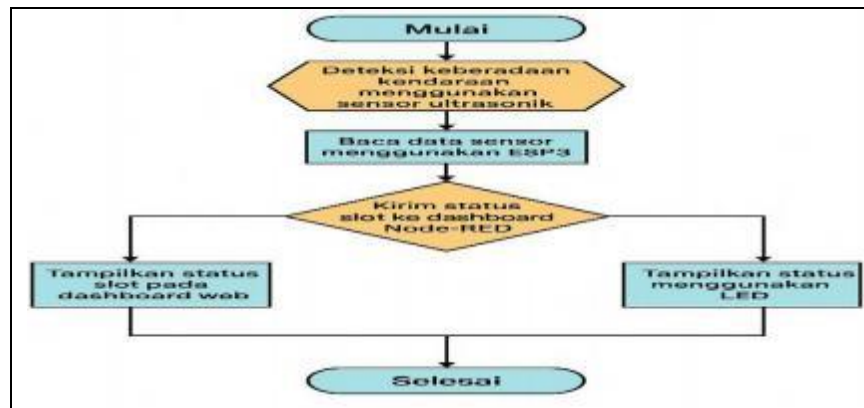 Mulai
Deteksi keberadaan
kendaraan
menggunakan
sensor ultrasonik
Baca data sensor
menggunakan ESP3
Kirim status
slot ke dashboard
Node-RED
Tampilkan status
slot pada
dashboard web
Tampilkan status
menggunakan
LED
Selesai